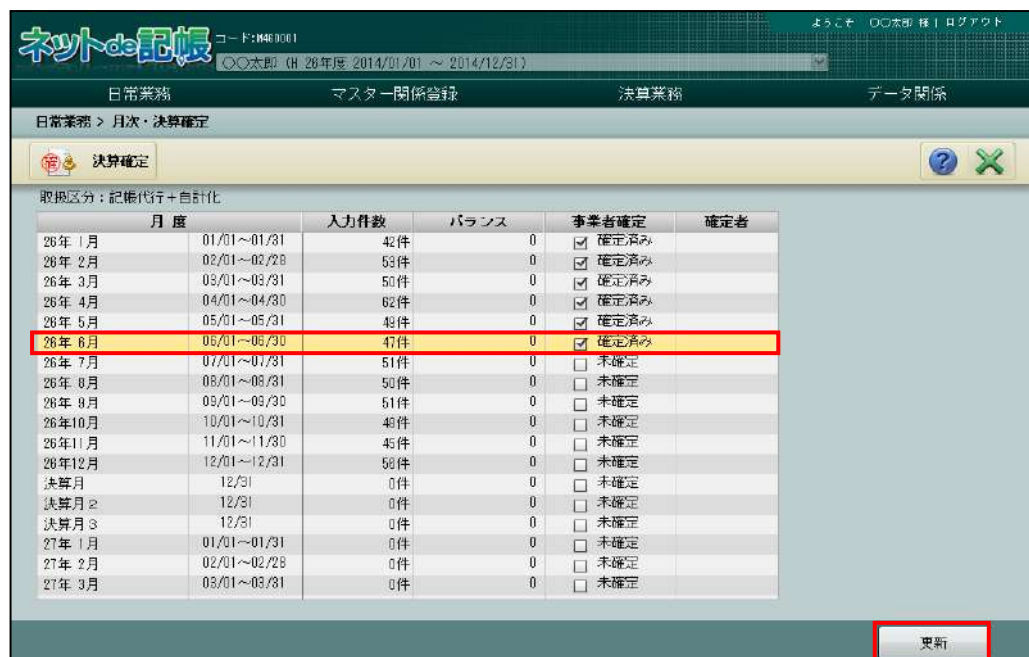 ようこそ 〇〇太郎 様 | ログアウト
ネットde記帳 コード:M460001
〇〇太郎 (H 26年度 2014/01/01 ～ 2014/12/31)
日常業務 マスター関係登録 決算業務 データ関係
日常業務 > 月次・決算確定
確 決算確定
取扱区分:記帳代行+自計化
月 度 入力件数 バランス 事業者確定 確定者
26年 1月 01/01～01/31 42件 0 確定済み
26年 2月 02/01～02/28 53件 0 確定済み
26年 3月 03/01～03/31 50件 0 確定済み
26年 4月 04/01～04/30 62件 0 確定済み
26年 5月 05/01～05/31 49件 0 確定済み
26年 6月 06/01～06/30 47件 0 確定済み
26年 7月 07/01～07/31 51件 0 未確定
26年 8月 08/01～08/31 50件 0 未確定
26年 9月 09/01～09/30 51件 0 未確定
26年10月 10/01～10/31 49件 0 未確定
26年11月 11/01～11/30 45件 0 未確定
26年12月 12/01～12/31 58件 0 未確定
決算月 12/31 0件 0 未確定
決算月2 12/31 0件 0 未確定
決算月3 12/31 0件 0 未確定
27年 1月 01/01～01/31 0件 0 未確定
27年 2月 02/01～02/28 0件 0 未確定
27年 3月 03/01～03/31 0件 0 未確定
更新